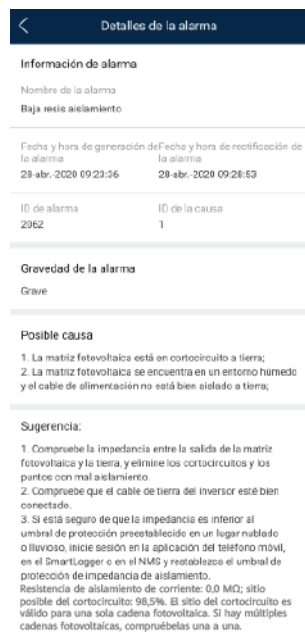 Detalles de la alarma
Información de alarma
Nombre de la alarma
Baja resis aislamiento
Fecha y hora de generación de la alarma
Fecha y hora de rectificación de la alarma
28-abr.-2020 09:23:36
28-abr.-2020 09:28:53
ID de alarma
ID de la causa
2062
1
Gravedad de la alarma
Grave
Posible causa
1. La matriz fotovoltaica está en cortocircuito a tierra;
2. La matriz fotovoltaica se encuentra en un entorno húmedo
y el cable de alimentación no está bien aislado a tierra;
Sugerencia:
1. Compruebe la impedancia entre la salida de la matriz
fotovoltaica y la tierra, y elimine los cortocircuitos y los
puntos con mal aislamiento.
2. Compruebe que el cable de tierra del inversor esté bien
conectado.
3. Si está seguro de que la impedancia es inferior al
umbral de protección preestablecido en un lugar nublado
o lluvioso, inicie sesión en la aplicación del teléfono móvil,
en el SmartLogger o en el NMS y restablezca el umbral de
protección de impedancia de aislamiento.
Resistencia de aislamiento de corriente: 0,0 MΩ; sitio
posible del cortocircuito: 98,5%. El sitio del cortocircuito es
válido para una sola cadena fotovoltaica. Si hay múltiples
cadenas fotovoltaicas, compruébelas una a una.